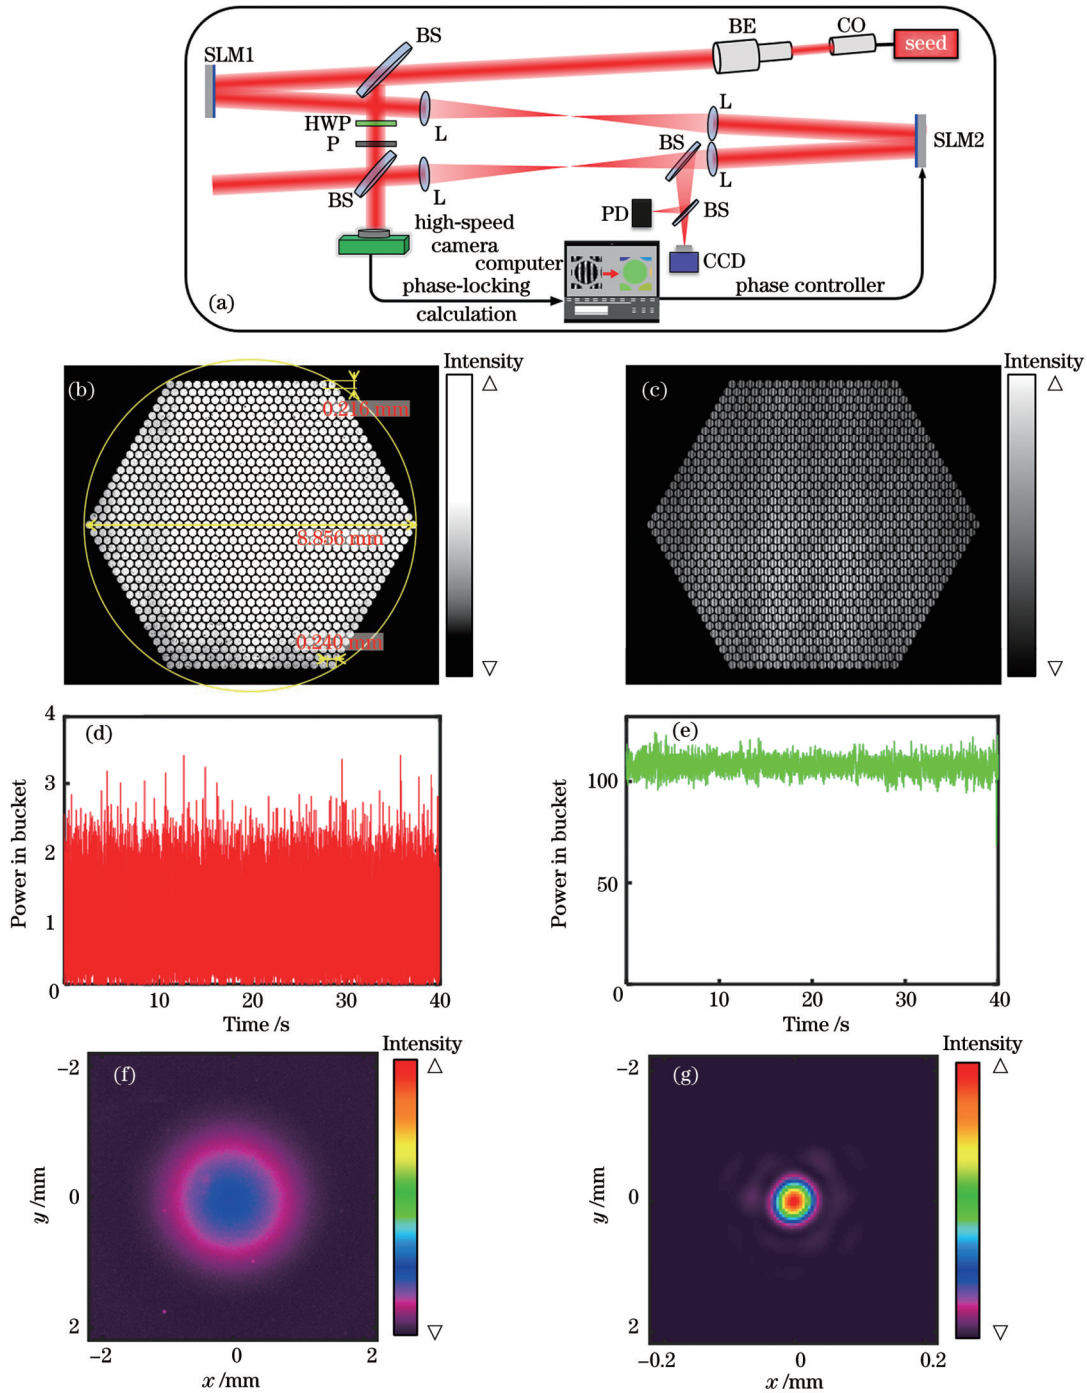 BS
BE
CO
seed
SLM1
L
L
HWP
P
BS
SLM2
BS
L
L
BS
PD
high-speed
camera
computer
CCD
phase-locking
calculation
phase controller
(a)
Intensity
(b)
0.216 mm
8.856 mm
0.240 mm
△
▽
Intensity
(c)
△
▽
4
3
2
1
0
(d)
Power in bucket
10
20
30
40
Time /s
(e)
100
50
0
Power in bucket
10
20
30
40
Time /s
Intensity
(f)
△
▽
-2
0
2
y /mm
-2
0
2
x /mm
Intensity
(g)
△
▽
-2
0
2
y /mm
-0.2
0
0.2
x /mm